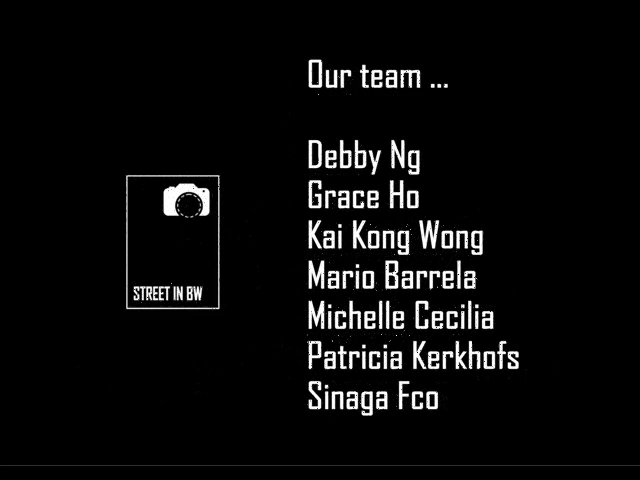 Our team ...
Debby Ng
Grace Ho
Kai Kong Wong
Mario Barrela
Michelle Cecilia
Patricia Kerkhofs
Sinaga Fco
STREET IN BW